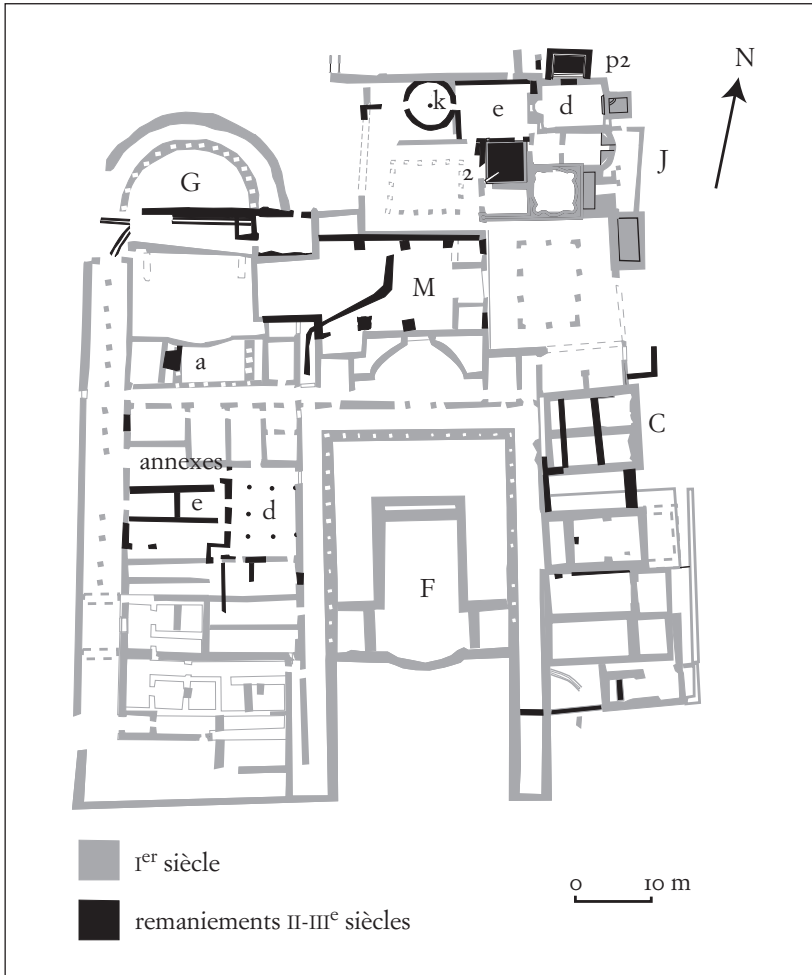 N
p2
k
e
d
J
G
2
M
a
C
annexes
e
d
F
Ier siècle
0 10 m
remaniements II-IIIe siècles